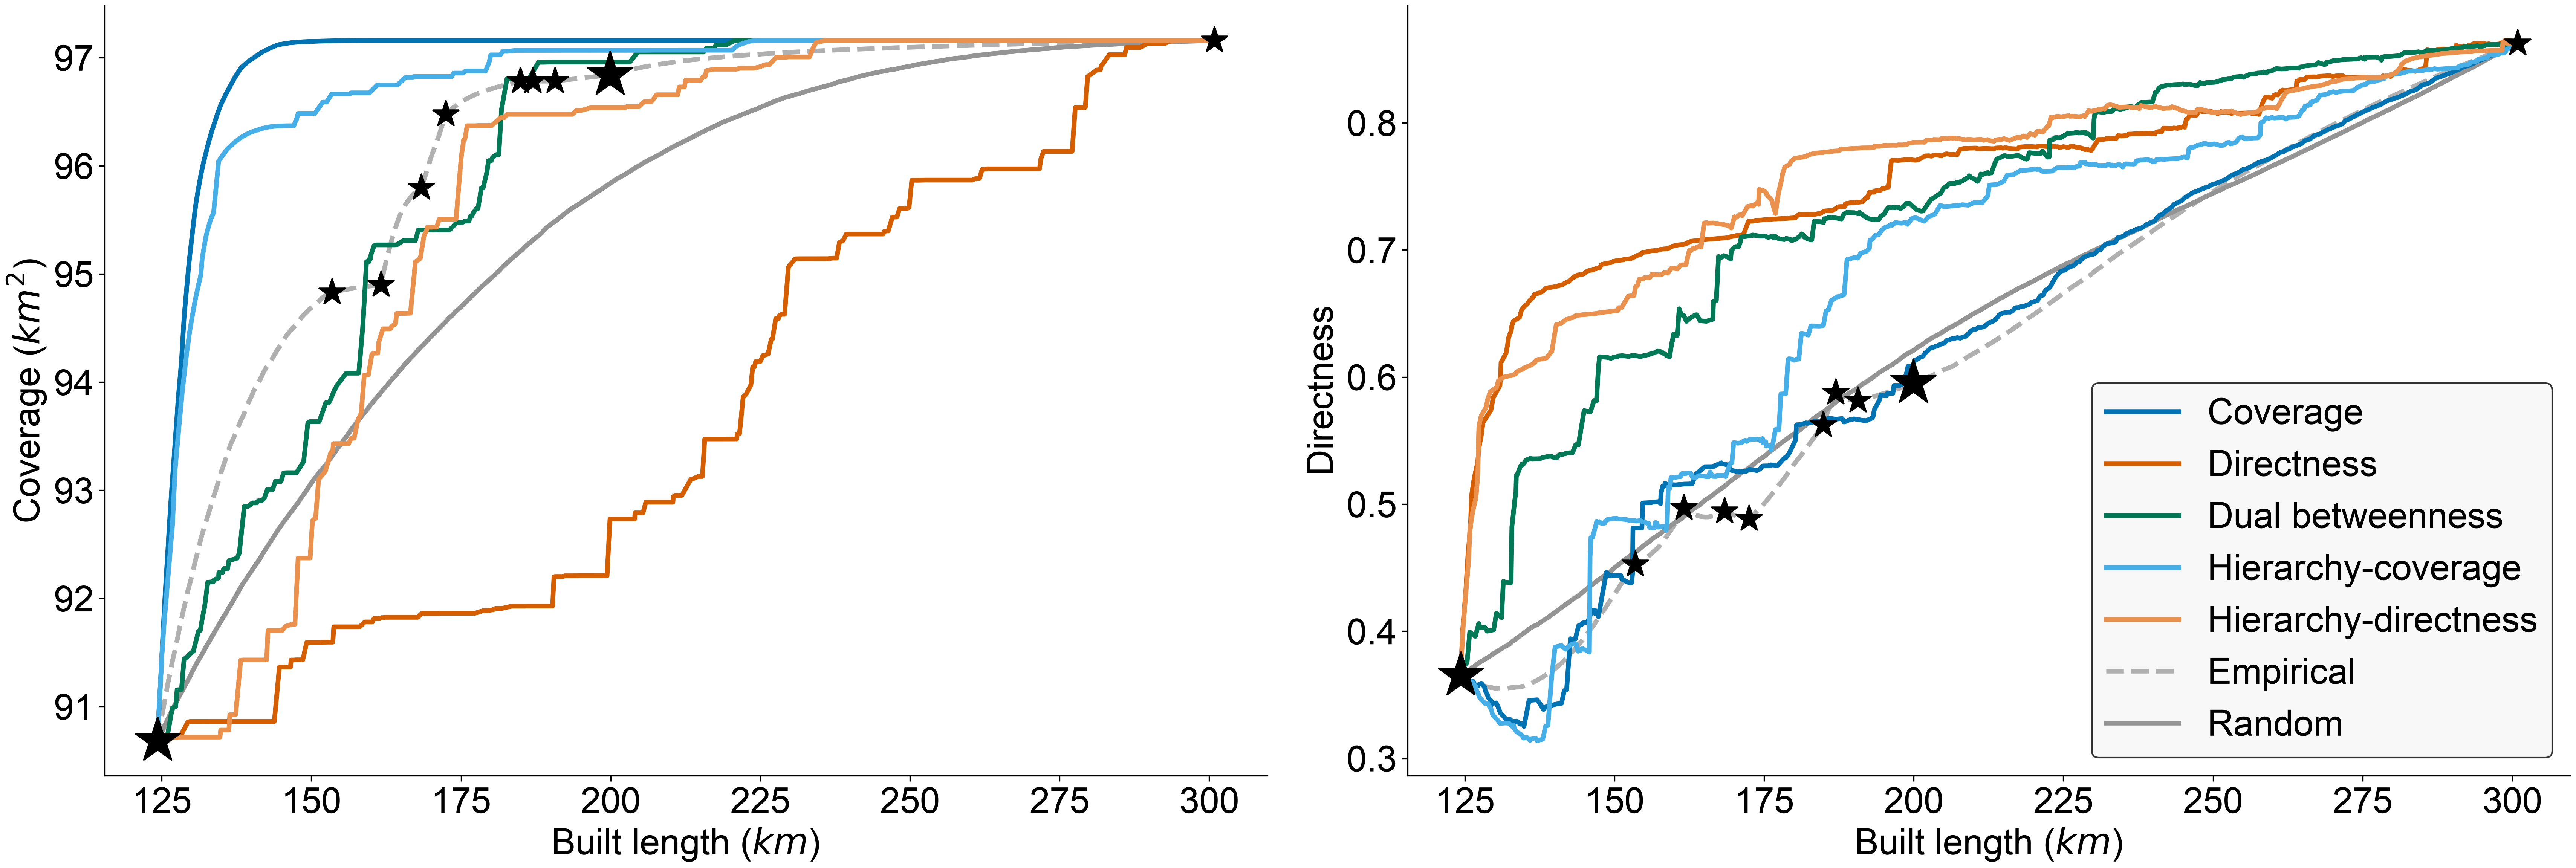 97
96
95
94
93
92
91
Coverage (km²)
125 150 175 200 225 250 275 300
Built length (km)
0.8
0.7
0.6
0.5
0.4
0.3
Directness
125 150 175 200 225 250 275 300
Built length (km)
Coverage
Directness
Dual betweenness
Hierarchy-coverage
Hierarchy-directness
Empirical
Random